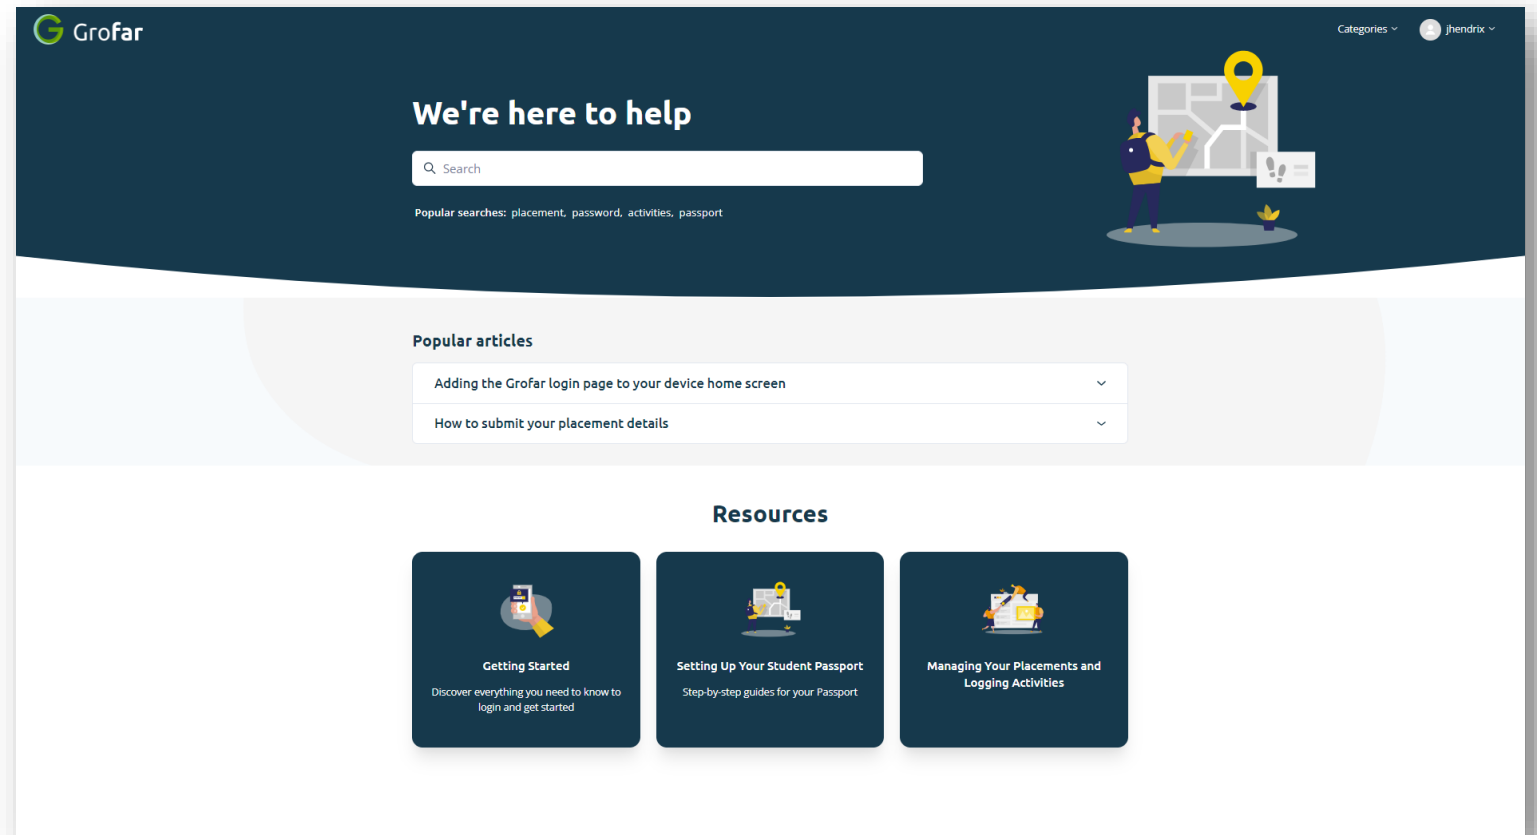 Grofar
Categories
jhendrix
We're here to help
Search
Popular searches: placement, password, activities, passport
Popular articles
Adding the Grofar login page to your device home screen
How to submit your placement details
Resources
Getting Started
Discover everything you need to know to
login and get started
Setting Up Your Student Passport
Step-by-step guides for your Passport
Managing Your Placements and
Logging Activities